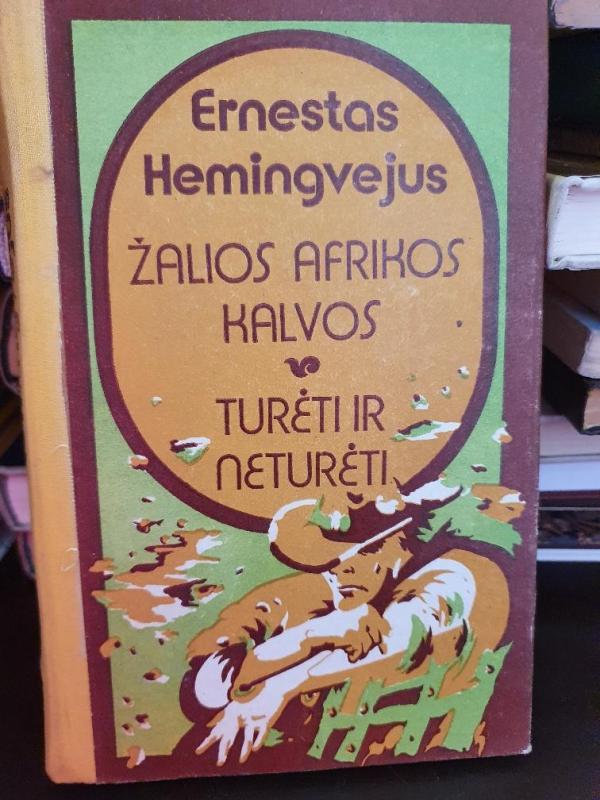 Ernestas
Hemingvejus
ŽALIOS AFRIKOS
KALVOS
TURĖTI IR
NETURĖTI